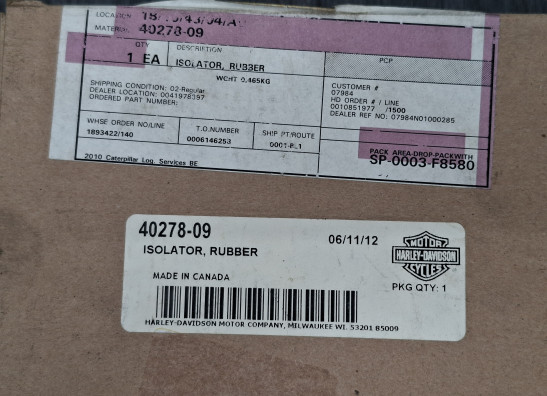 LOCATION
MATERIAL 40278-09
QTY DESCRIPTION PCP
1 EA ISOLATOR, RUBBER
WCHT 0.465KG
SHIPPING CONDITION: 02-Regular
DEALER LOCATION: 0041978397
ORDERED PART NUMBER:
CUSTOMER #
07984
HD ORDER # / LINE
0010851977 /1500
DEALER REF NO: 07984N01000285
WHSE ORDER NO/LINE T.O.NUMBER SHIP PT/ROUTE
1893422/140 0006146253
PACK AREA-DROP-PACKWITH
SP-0003-F8580
2010 Caterpillar Log. Services BE
40278-09
ISOLATOR, RUBBER
06/11/12
MADE IN CANADA
MOTOR
HARLEY-DAVIDSON
CYCLES
PKG QTY: 1
HARLEY-DAVIDSON MOTOR COMPANY, MILWAUKEE WI. 53201 85009